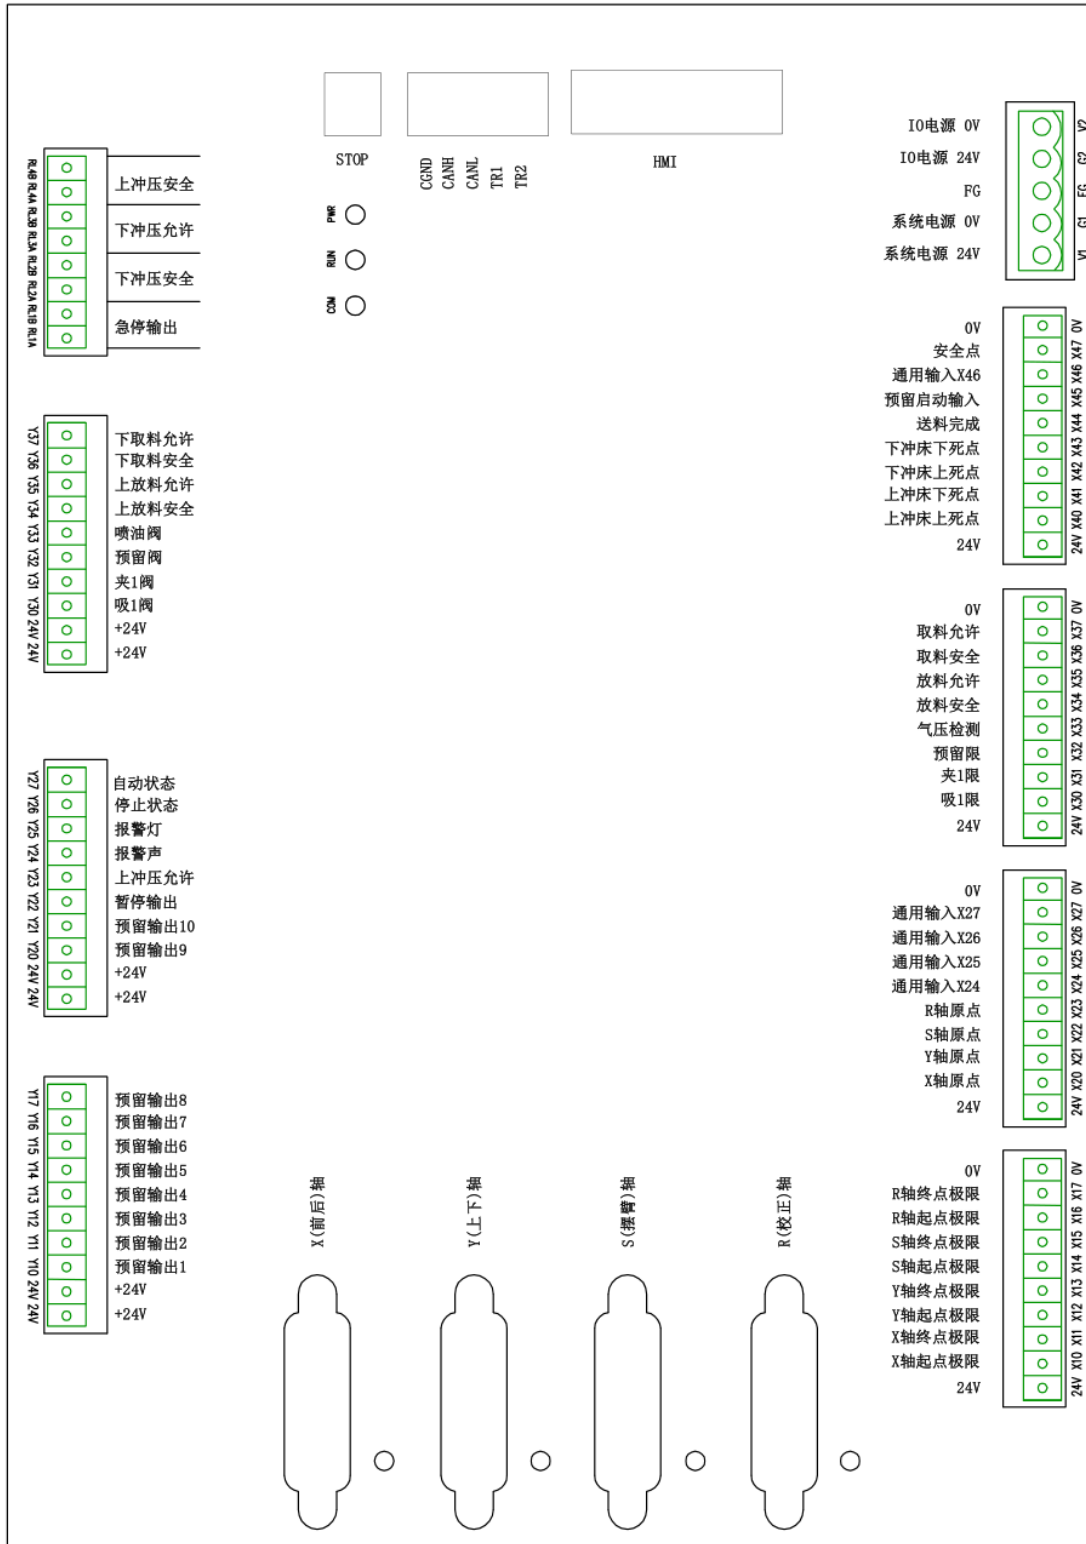 STOP
CGND
CANH
CANL
TR1
TR2
HMI
PWR
RUN
COM
RL4B RL4A RL3B RL3A RL2B RL2A RL1B RL1A
上冲压安全
下冲压允许
下冲压安全
急停输出
Y37 Y36 Y35 Y34 Y33 Y32 Y31 Y30 24V 24V
下取料允许
下取料安全
上放料允许
上放料安全
喷油阀
预留阀
夹1阀
吸1阀
+24V
+24V
Y27 Y26 Y25 Y24 Y23 Y22 Y21 Y20 24V 24V
自动状态
停止状态
报警灯
报警声
上冲压允许
暂停输出
预留输出10
预留输出9
+24V
+24V
Y17 Y16 Y15 Y14 Y13 Y12 Y11 Y10 24V 24V
预留输出8
预留输出7
预留输出6
预留输出5
预留输出4
预留输出3
预留输出2
预留输出1
+24V
+24V
X(前后)轴
Y(上下)轴
S(摆臂)轴
R(校正)轴
IO电源 0V
IO电源 24V
FG
系统电源 0V
系统电源 24V
V1 G1 FG G2 V2
0V
安全点
通用输入X46
预留启动输入
送料完成
下冲床下死点
下冲床上死点
上冲床下死点
上冲床上死点
24V
24V X40 X41 X42 X43 X44 X45 X46 X47 0V
0V
取料允许
取料安全
放料允许
放料安全
气压检测
预留限
夹1限
吸1限
24V
24V X30 X31 X32 X33 X34 X35 X36 X37 0V
0V
通用输入X27
通用输入X26
通用输入X25
通用输入X24
R轴原点
S轴原点
Y轴原点
X轴原点
24V
24V X20 X21 X22 X23 X24 X25 X26 X27 0V
0V
R轴终点极限
R轴起点极限
S轴终点极限
S轴起点极限
Y轴终点极限
Y轴起点极限
X轴终点极限
X轴起点极限
24V
24V X10 X11 X12 X13 X14 X15 X16 X17 0V